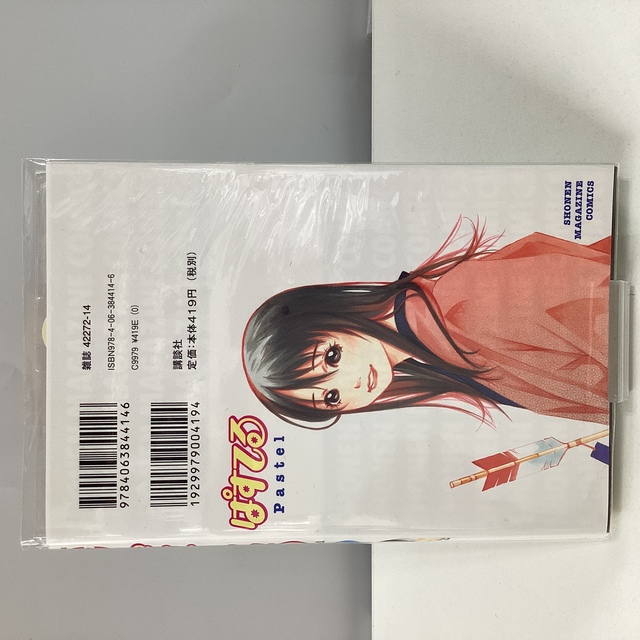 SHONEN
MAGAZINE
COMICS
雑誌 42272-14
ISBN978-4-06-384414-6
C9979 ¥419E (0)
講談社
定価:本体419円(税別)
9784063844146
1929979004194
ぱすてる
Pastel